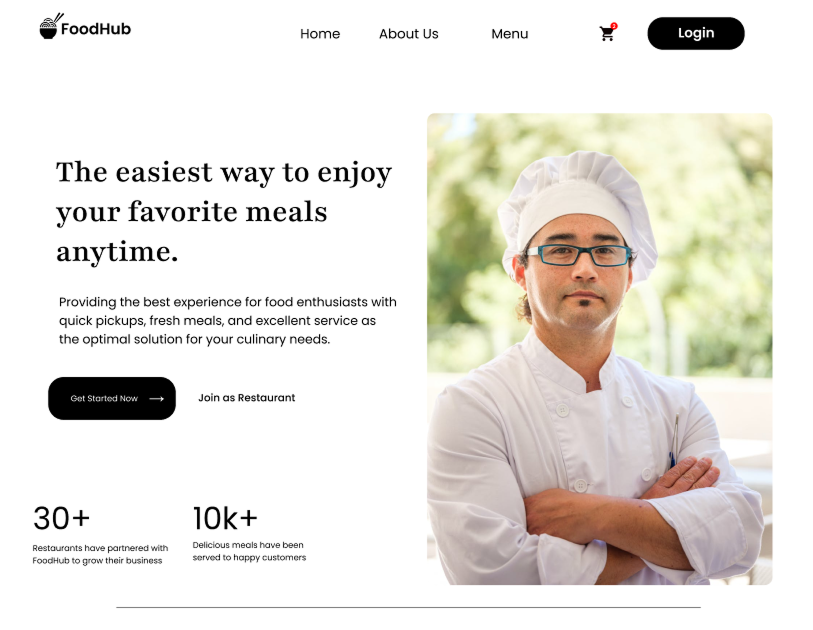 FoodHub
Home
About Us
Menu
Login
The easiest way to enjoy
your favorite meals
anytime.
Providing the best experience for food enthusiasts with
quick pickups, fresh meals, and excellent service as
the optimal solution for your culinary needs.
Get Started Now
Join as Restaurant
30+
Restaurants have partnered with
FoodHub to grow their business
10k+
Delicious meals have been
served to happy customers